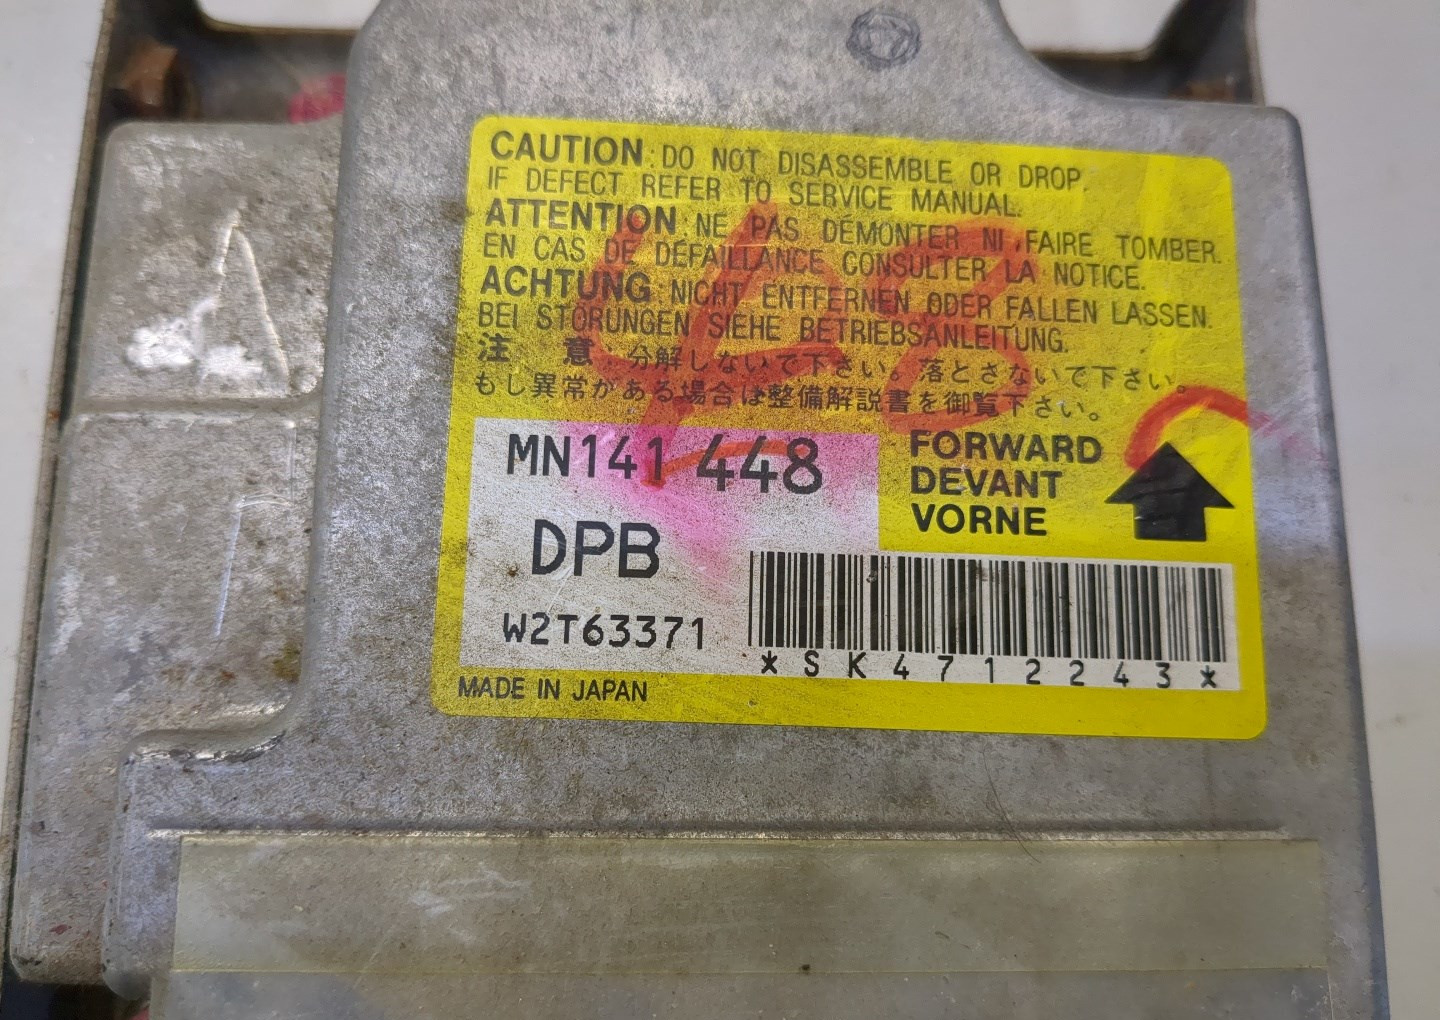 CAUTION : DO NOT DISASSEMBLE OR DROP.
IF DEFECT REFER TO SERVICE MANUAL.
ATTENTION : NE PAS DÉMONTER NI FAIRE TOMBER.
EN CAS DE DÉFAILLANCE CONSULTER LA NOTICE.
ACHTUNG : NICHT ENTFERNEN ODER FALLEN LASSEN.
BEI STÖRUNGEN SIEHE BETRIEBSANLEITUNG.
注 意 : 分解しないで下さい。落とさないで下さい。
もし異常がある場合は整備解説書を御覧下さい。
MN141 448
FORWARD
DEVANT
VORNE
DPB
W2T63371
*SK4712243*
MADE IN JAPAN